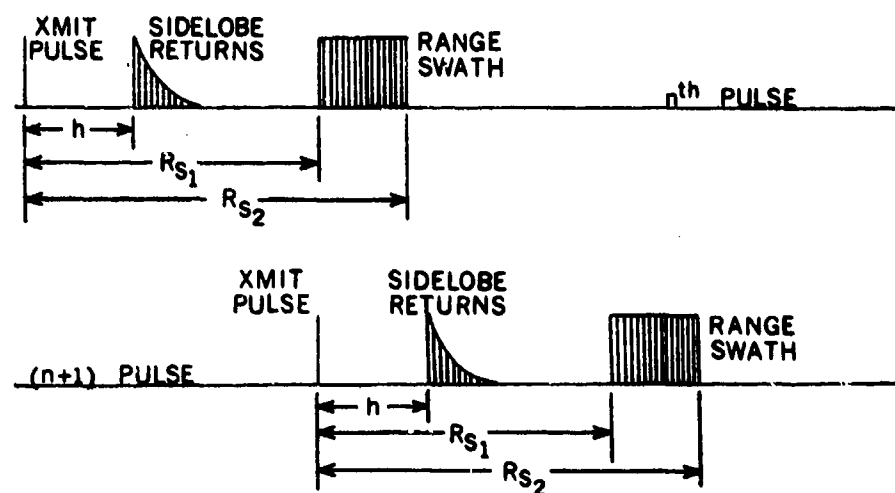 XMIT
PULSE
SIDELOBE
RETURNS
RANGE
SWATH
nth PULSE
h
RS1
RS2
XMIT
PULSE
SIDELOBE
RETURNS
RANGE
SWATH
(n+1) PULSE
h
RS1
RS2